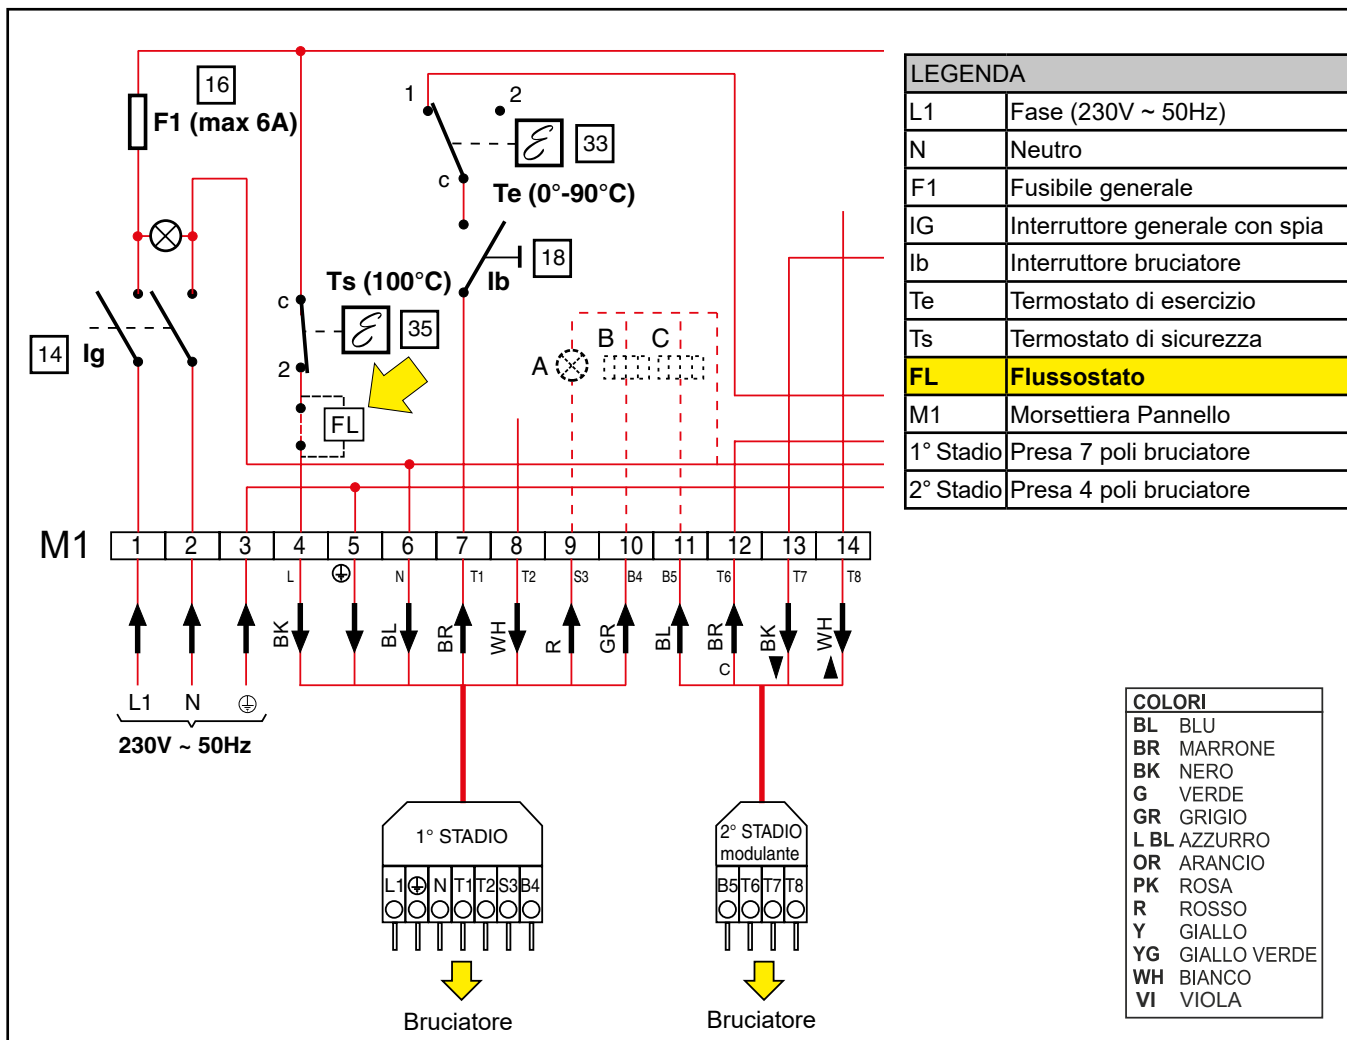 16
F1 (max 6A)
1
2
33
c
Te (0°-90°C)
18
Ts (100°C)
Ib
c
35
14
Ig
2
FL
A
B
C
LEGENDA
L1 Fase (230V ~ 50Hz)
N Neutro
F1 Fusibile generale
IG Interruttore generale con spia
Ib Interruttore bruciatore
Te Termostato di esercizio
Ts Termostato di sicurezza
FL Flussostato
M1 Morsettiera Pannello
1° Stadio Presa 7 poli bruciatore
2° Stadio Presa 4 poli bruciatore
M1
1 2 3 4 5 6 7 8 9 10 11 12 13 14
L N T1 T2 S3 B4 B5 T6 T7 T8
BK BL BR WH R GR BL BR BK WH
C
L1 N
230V ~ 50Hz
1° STADIO
L1 N T1 T2 S3 B4
Bruciatore
2° STADIO
modulante
B5 T6 T7 T8
Bruciatore
COLORI
BL BLU
BR MARRONE
BK NERO
G VERDE
GR GRIGIO
L BL AZZURRO
OR ARANCIO
PK ROSA
R ROSSO
Y GIALLO
YG GIALLO VERDE
WH BIANCO
VI VIOLA